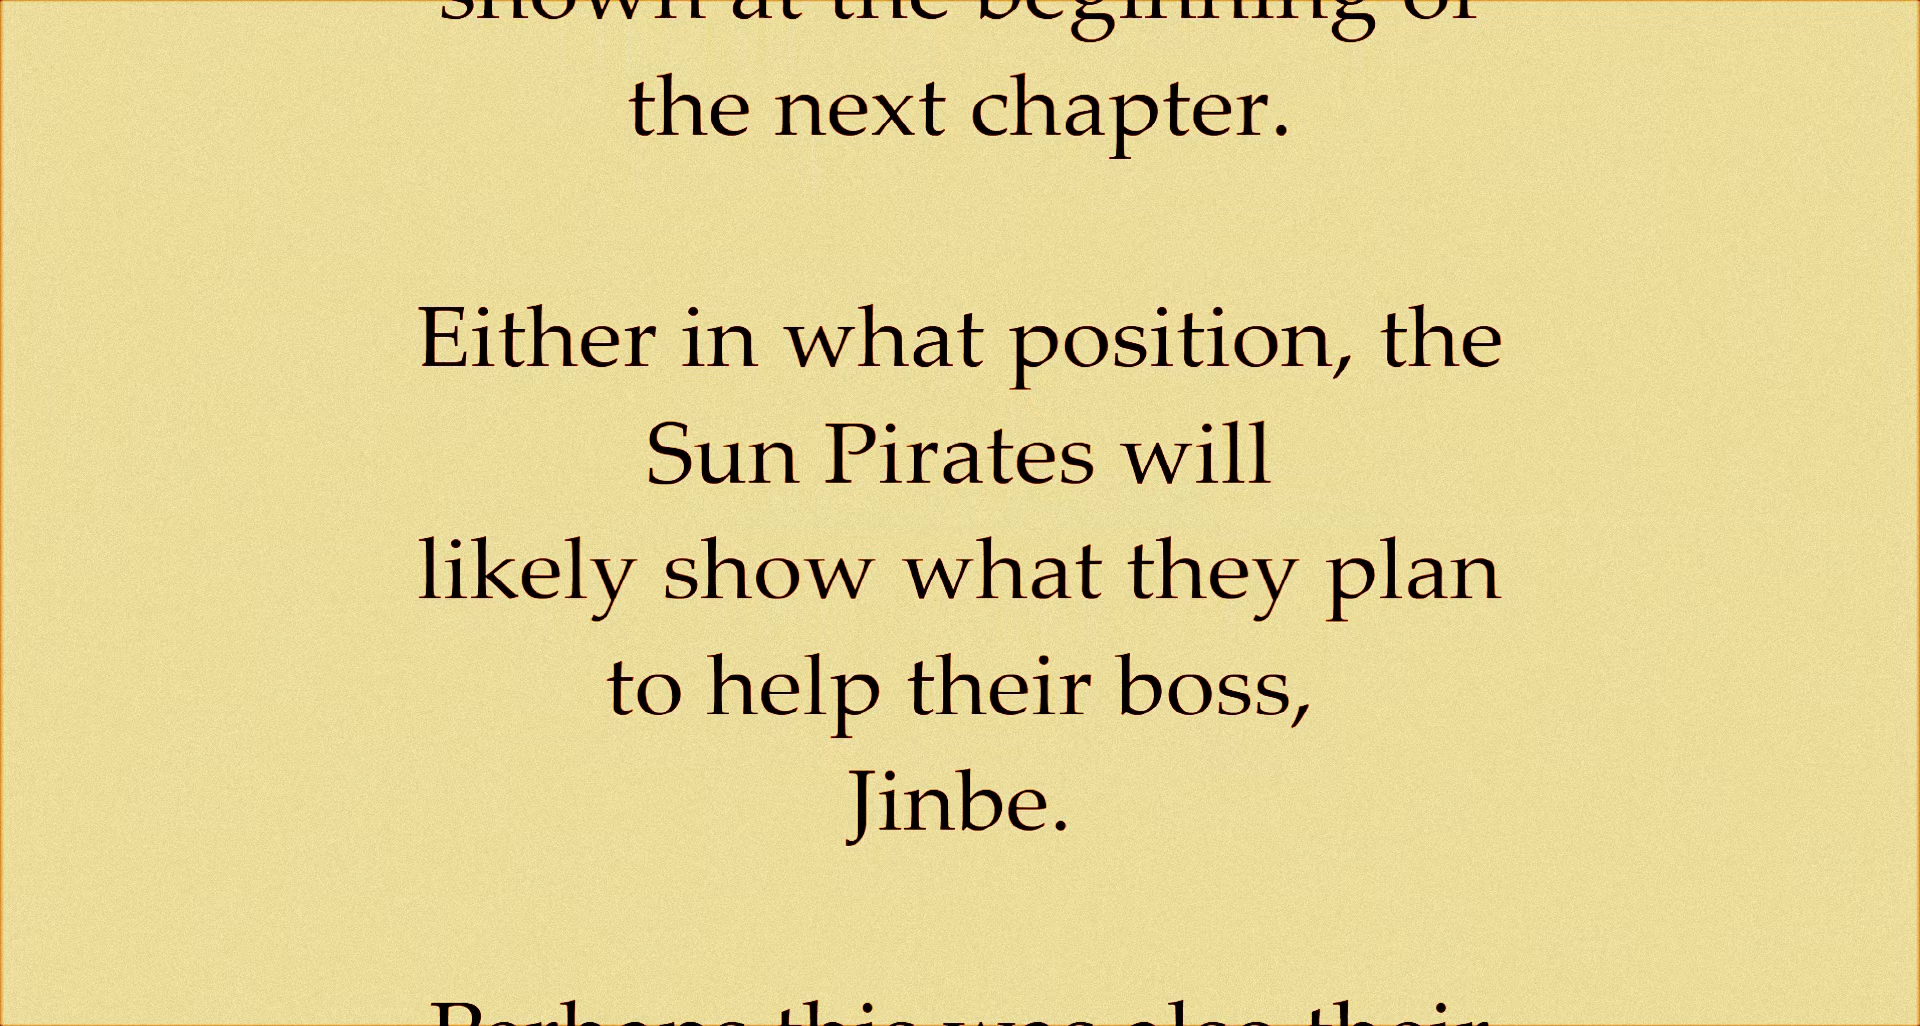 shown at the beginning of
the next chapter.
Either in what position, the
Sun Pirates will
likely show what they plan
to help their boss,
Jinbe.
Perhaps this was also their